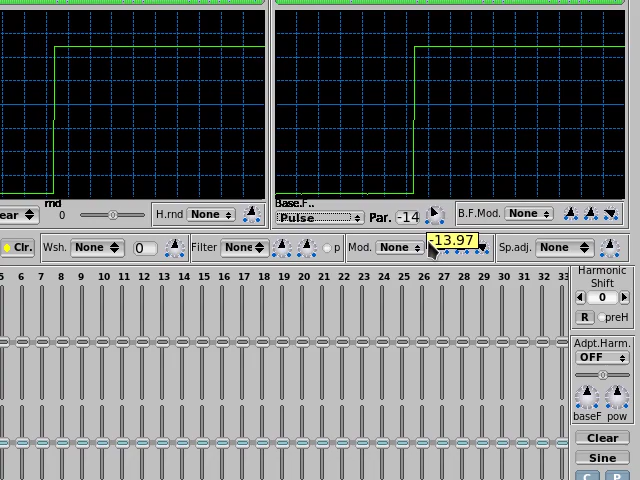 rnd
ear 0 H.rnd None
Base.F..
Pulse Par. -14 B.F.Mod. None
Clr. Wsh. None 0 Filter None p Mod. None -13.97 Sp.adj. None
5 6 7 8 9 10 11 12 13 14 15 16 17 18 19 20 21 22 23 24 25 26 27 28 29 30 31 32 33
Harmonic
Shift
0
R preH
Adpt.Harm.
OFF
baseF pow
Clear
Sine
C P